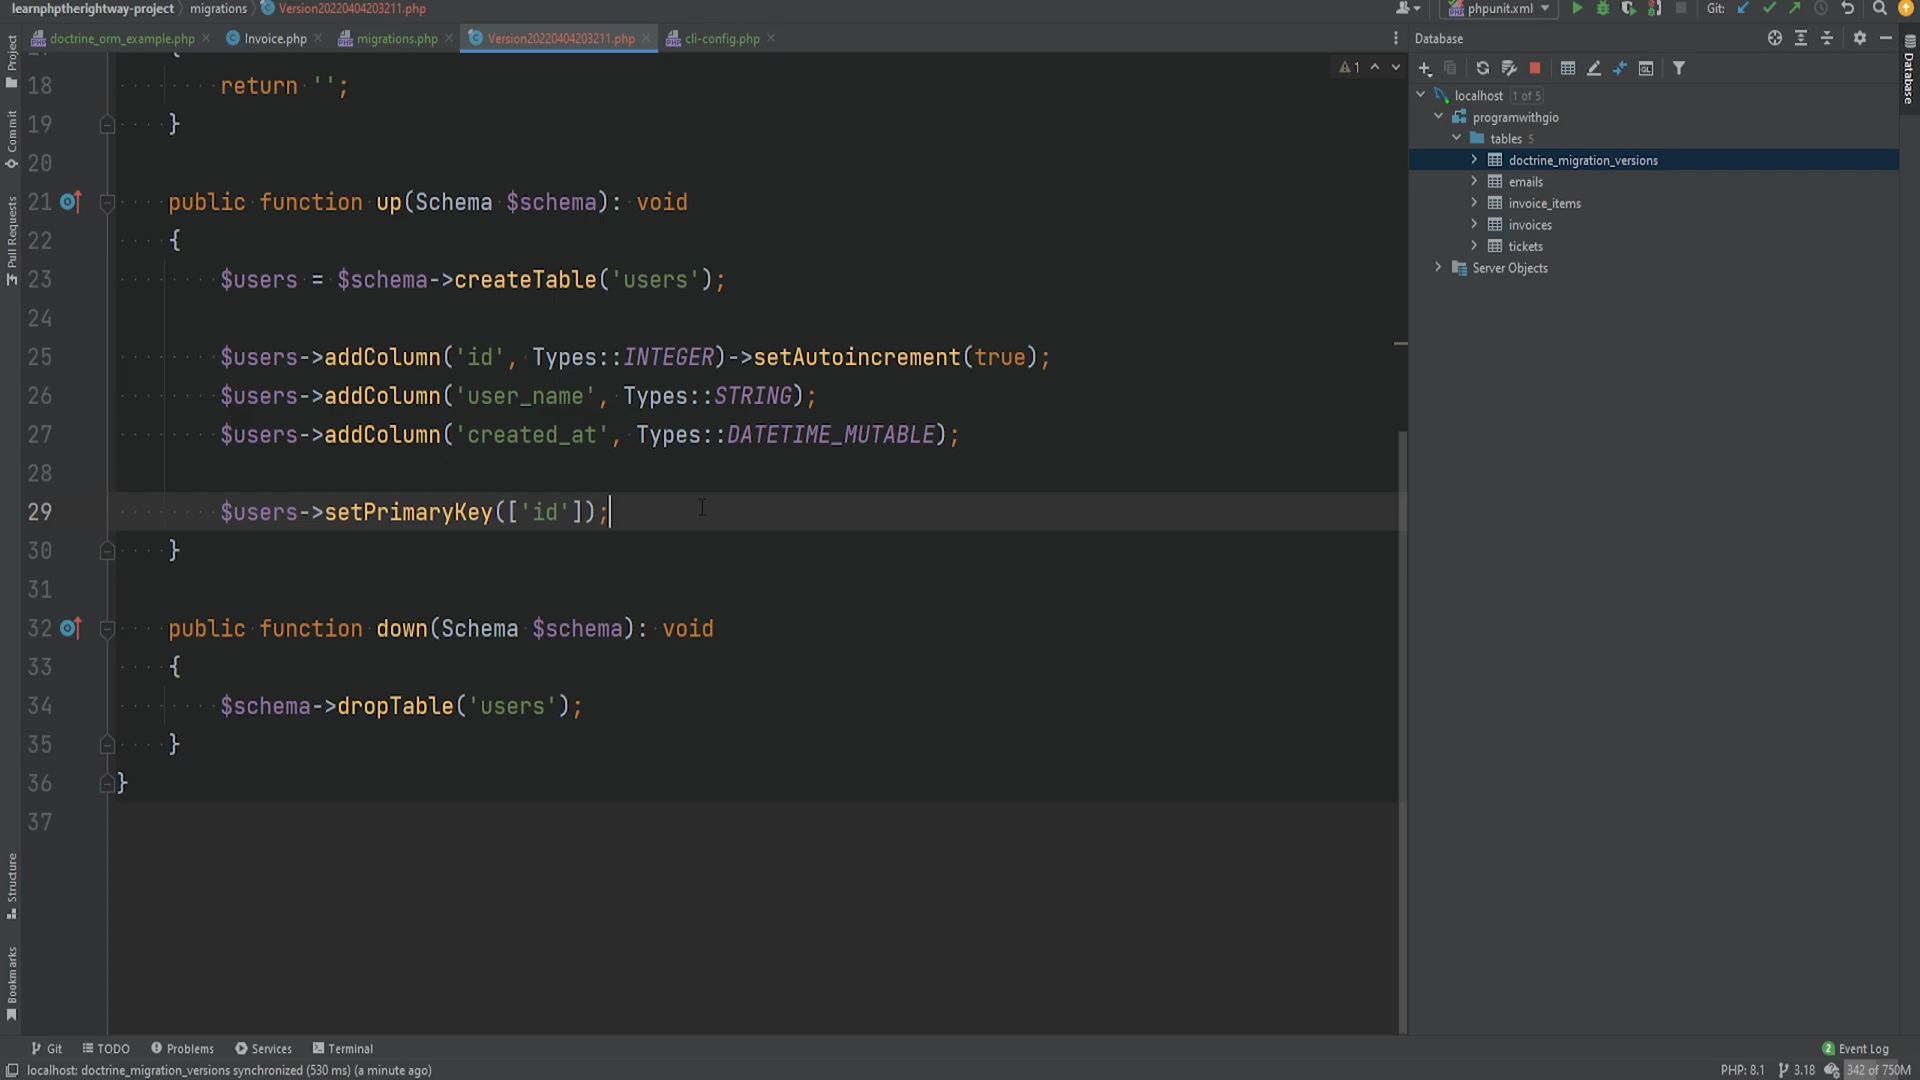 learnphptherightway-project migrations Version20220404203211.php phpunit.xml Git:
doctrine_orm_example.php Invoice.php migrations.php Version20220404203211.php cli-config.php Database
Project
Commit
Pull Requests
Structure
Bookmarks
Database
1
18 return '';
19 }
20
21 public function up(Schema $schema): void
22 {
23 $users = $schema->createTable('users');
24
25 $users->addColumn('id', Types::INTEGER)->setAutoincrement(true);
26 $users->addColumn('user_name', Types::STRING);
27 $users->addColumn('created_at', Types::DATETIME_MUTABLE);
28
29 $users->setPrimaryKey(['id']);
30 }
31
32 public function down(Schema $schema): void
33 {
34 $schema->dropTable('users');
35 }
36 }
37
localhost 1 of 5
programwithgio
tables 5
doctrine_migration_versions
emails
invoice_items
invoices
tickets
Server Objects
Git TODO Problems Services Terminal 2 Event Log
localhost: doctrine_migration_versions synchronized (530 ms) (a minute ago) PHP: 8.1 3.18 342 of 750M